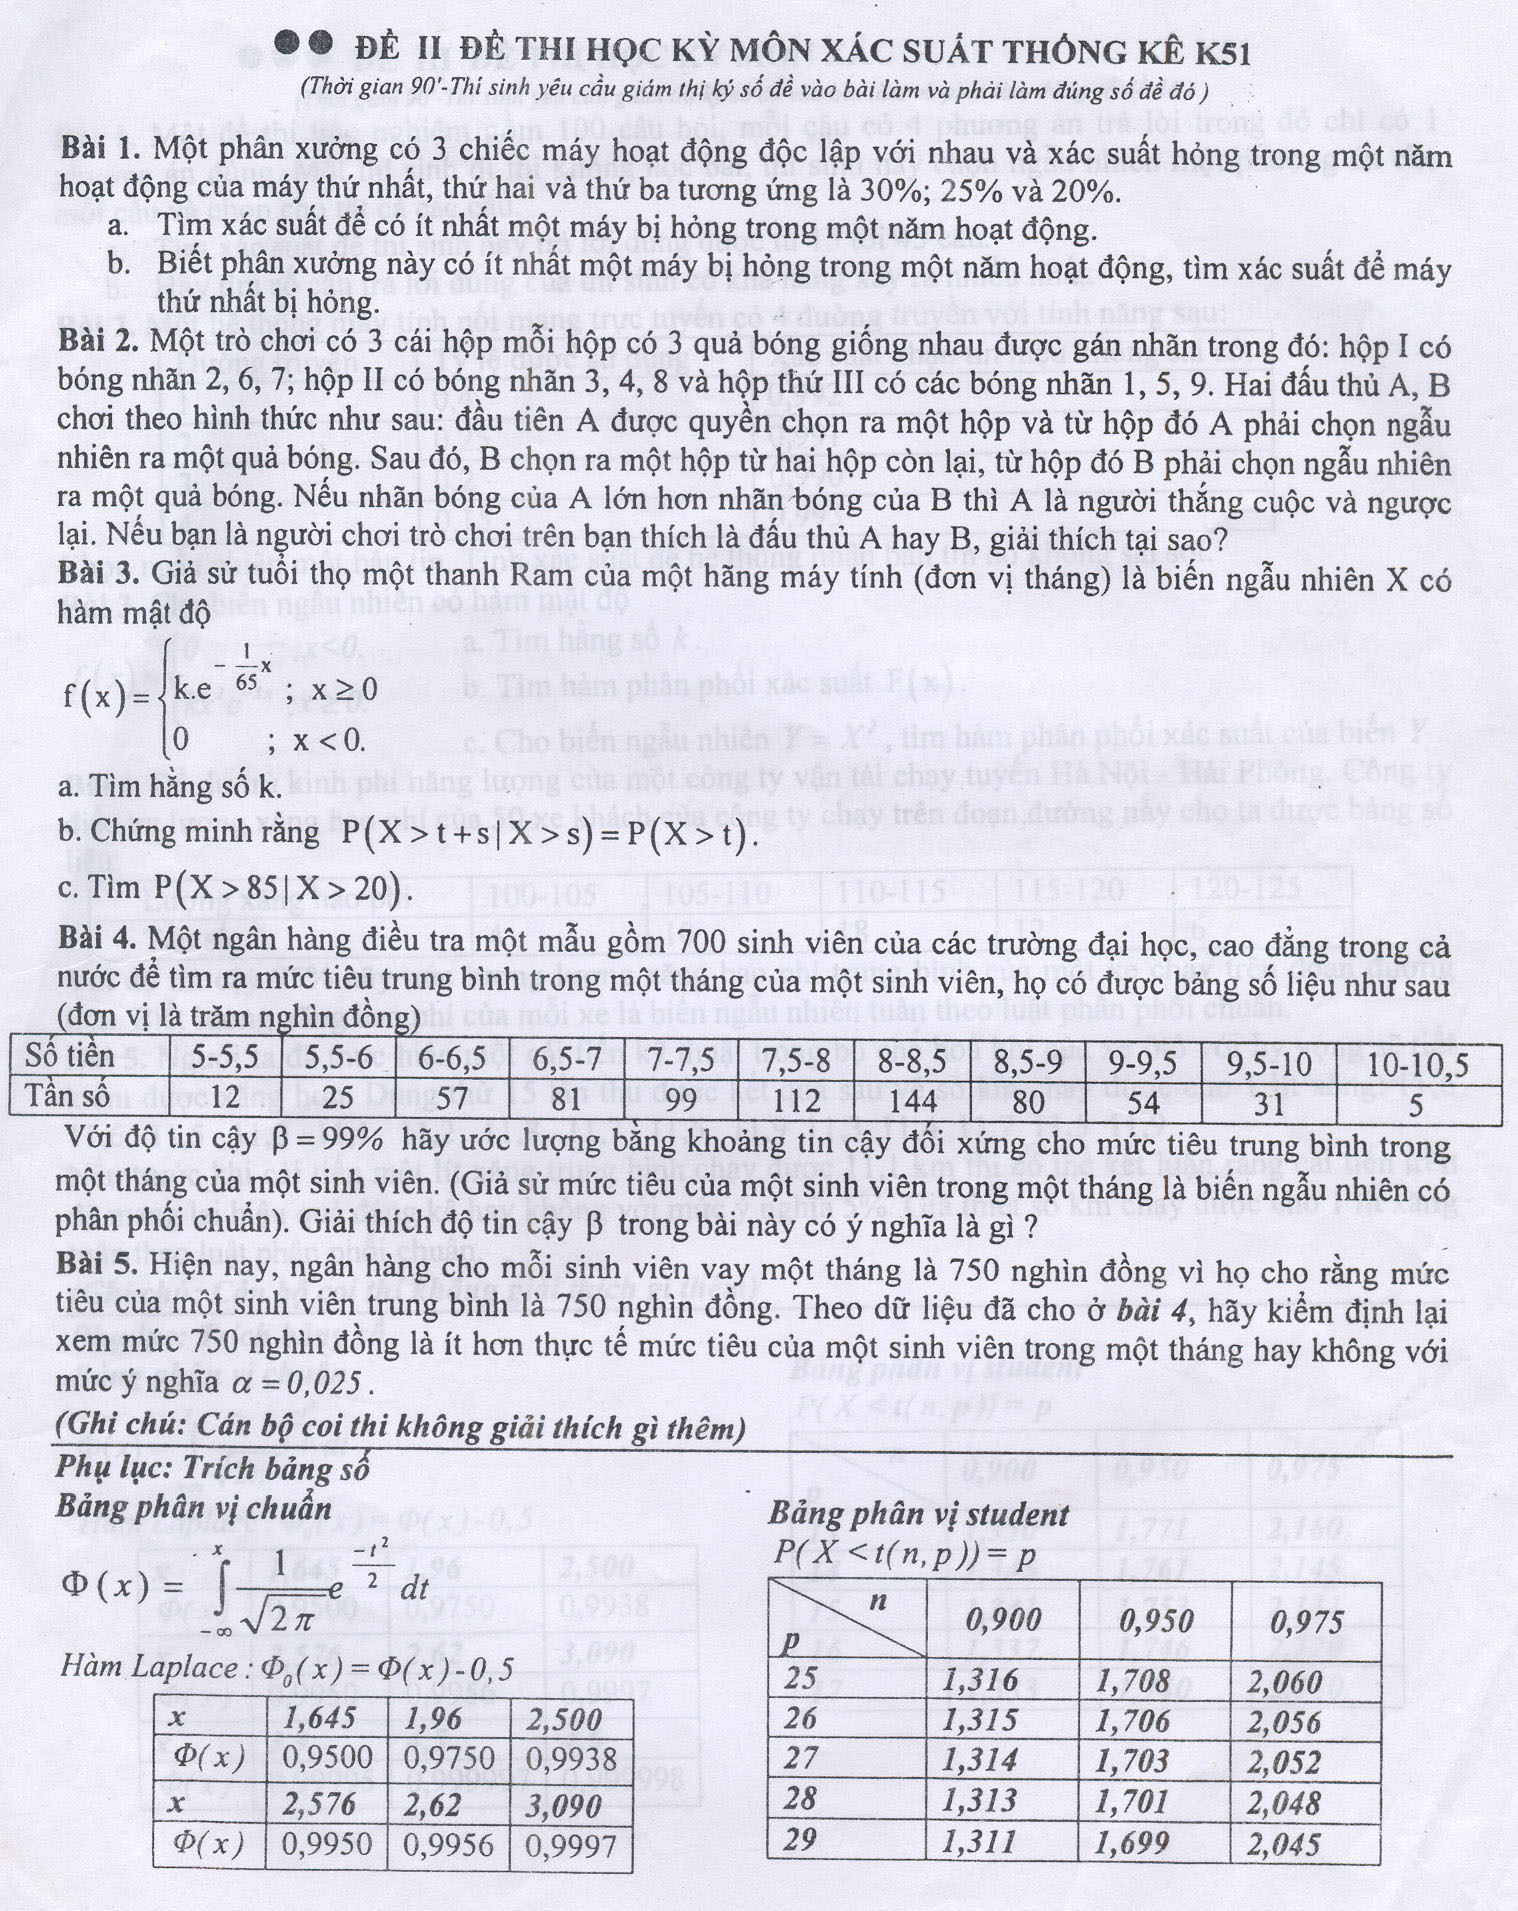 ĐỀ II ĐỀ THI HỌC KỲ MÔN XÁC SUẤT THỐNG KÊ K51
(Thời gian 90'-Thí sinh yêu cầu giám thị ký số đề vào bài làm và phải làm đúng số đề đó)
Bài 1. Một phân xưởng có 3 chiếc máy hoạt động độc lập với nhau và xác suất hỏng trong một năm
hoạt động của máy thứ nhất, thứ hai và thứ ba tương ứng là 30%; 25% và 20%.
a. Tìm xác suất để có ít nhất một máy bị hỏng trong một năm hoạt động.
b. Biết phân xưởng này có ít nhất một máy bị hỏng trong một năm hoạt động, tìm xác suất để máy
thứ nhất bị hỏng.
Bài 2. Một trò chơi có 3 cái hộp mỗi hộp có 3 quả bóng giống nhau được gán nhãn trong đó: hộp I có
bóng nhãn 2, 6, 7; hộp II có bóng nhãn 3, 4, 8 và hộp thứ III có các bóng nhãn 1, 5, 9. Hai đấu thủ A, B
chơi theo hình thức như sau: đầu tiên A được quyền chọn ra một hộp và từ hộp đó A phải chọn ngẫu
nhiên ra một quả bóng. Sau đó, B chọn ra một hộp từ hai hộp còn lại, từ hộp đó B phải chọn ngẫu nhiên
ra một quả bóng. Nếu nhãn bóng của A lớn hơn nhãn bóng của B thì A là người thắng cuộc và ngược
lại. Nếu bạn là người chơi trò chơi trên bạn thích là đấu thủ A hay B, giải thích tại sao?
Bài 3. Giả sử tuổi thọ một thanh Ram của một hãng máy tính (đơn vị tháng) là biến ngẫu nhiên X có
hàm mật độ
f(x)={k.e^(-1/65 x) ; x ≥ 0
0 ; x < 0.
a. Tìm hằng số k.
b. Chứng minh rằng P(X > t + s | X > s) = P(X > t).
c. Tìm P(X > 85 | X > 20).
Bài 4. Một ngân hàng điều tra một mẫu gồm 700 sinh viên của các trường đại học, cao đẳng trong cả
nước để tìm ra mức tiêu trung bình trong một tháng của một sinh viên, họ có được bảng số liệu như sau
(đơn vị là trăm nghìn đồng)
Số tiền 5-5,5 5,5-6 6-6,5 6,5-7 7-7,5 7,5-8 8-8,5 8,5-9 9-9,5 9,5-10 10-10,5
Tần số 12 25 57 81 99 112 144 80 54 31 5
Với độ tin cậy β = 99% hãy ước lượng bằng khoảng tin cậy đối xứng cho mức tiêu trung bình trong
một tháng của một sinh viên. (Giả sử mức tiêu của một sinh viên trong một tháng là biến ngẫu nhiên có
phân phối chuẩn). Giải thích độ tin cậy β trong bài này có ý nghĩa là gì ?
Bài 5. Hiện nay, ngân hàng cho mỗi sinh viên vay một tháng là 750 nghìn đồng vì họ cho rằng mức
tiêu của một sinh viên trung bình là 750 nghìn đồng. Theo dữ liệu đã cho ở bài 4, hãy kiểm định lại
xem mức 750 nghìn đồng là ít hơn thực tế mức tiêu của một sinh viên trong một tháng hay không với
mức ý nghĩa α = 0,025 .
(Ghi chú: Cán bộ coi thi không giải thích gì thêm)
Phụ lục: Trích bảng số
Bảng phân vị chuẩn
Φ(x) = ∫_{-∞}^{x} 1/√2π e^(-t²/2) dt
Hàm Laplace : Φ₀(x) = Φ(x)-0,5
x 1,645 1,96 2,500
Φ(x) 0,9500 0,9750 0,9938
x 2,576 2,62 3,090
Φ(x) 0,9950 0,9956 0,9997
Bảng phân vị student
P( X < t(n, p)) = p
n p 0,900 0,950 0,975
25 1,316 1,708 2,060
26 1,315 1,706 2,056
27 1,314 1,703 2,052
28 1,313 1,701 2,048
29 1,311 1,699 2,045